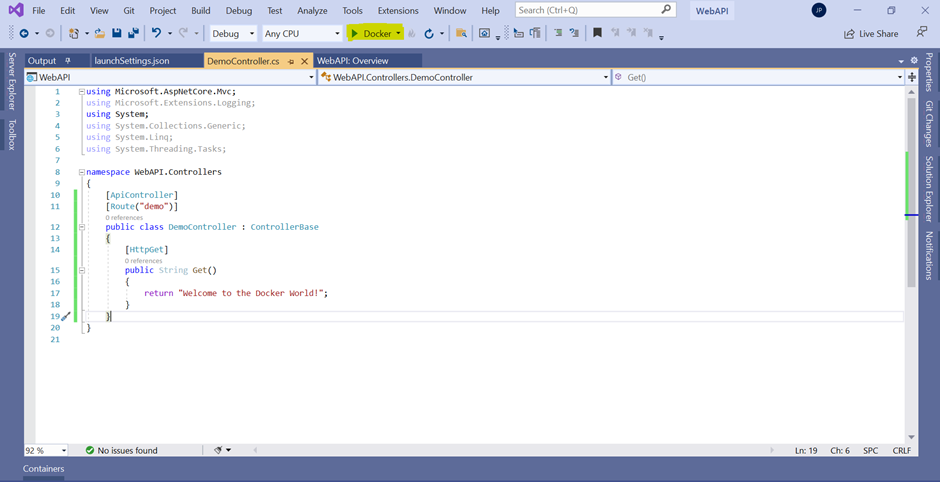 File Edit View Git Project Build Debug Test Analyze Tools Extensions Window Help Search (Ctrl+Q) WebAPI JP
Debug Any CPU Docker Live Share
Server Explorer
Toolbox
Output launchSettings.json DemoController.cs WebAPI: Overview
WebAPI WebAPI.Controllers.DemoController Get()
1 using Microsoft.AspNetCore.Mvc;
2 using Microsoft.Extensions.Logging;
3 using System;
4 using System.Collections.Generic;
5 using System.Linq;
6 using System.Threading.Tasks;
7
8 namespace WebAPI.Controllers
9 {
10 [ApiController]
11 [Route("demo")]
0 references
12 public class DemoController : ControllerBase
13 {
14 [HttpGet]
0 references
15 public String Get()
16 {
17 return "Welcome to the Docker World!";
18 }
19 }
20 }
21
Properties
Git Changes
Solution Explorer
Notifications
92 % No issues found Ln: 19 Ch: 6 SPC CRLF
Containers